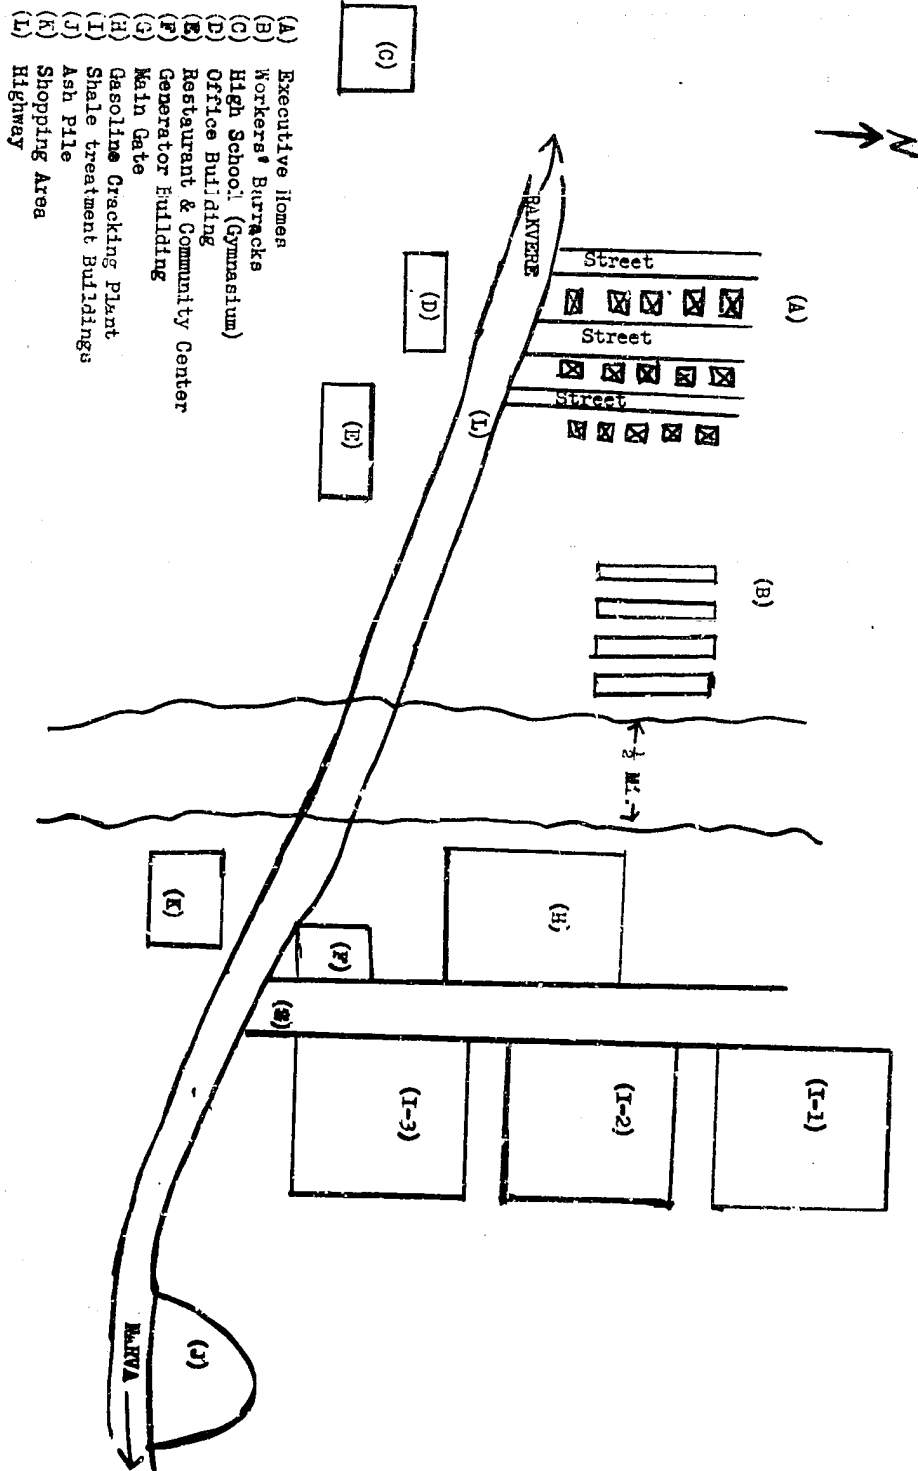 N
(A)
Street
Street
Street
(B)
½ Mi.
(I-1)
(I-2)
(I-3)
(H)
(F)
RAKVERE
(L)
(D)
(E)
(C)
(K)
(J)
NARVA
(A) Executive Homes
(B) Workers' Barracks
(C) High School (Gymnasium)
(D) Office Building
(E) Restaurant & Community Center
(F) Generator Building
(G) Main Gate
(H) Gasoline Cracking Plant
(I) Shale treatment Buildings
(J) Ash Pile
(K) Shopping Area
(L) Highway